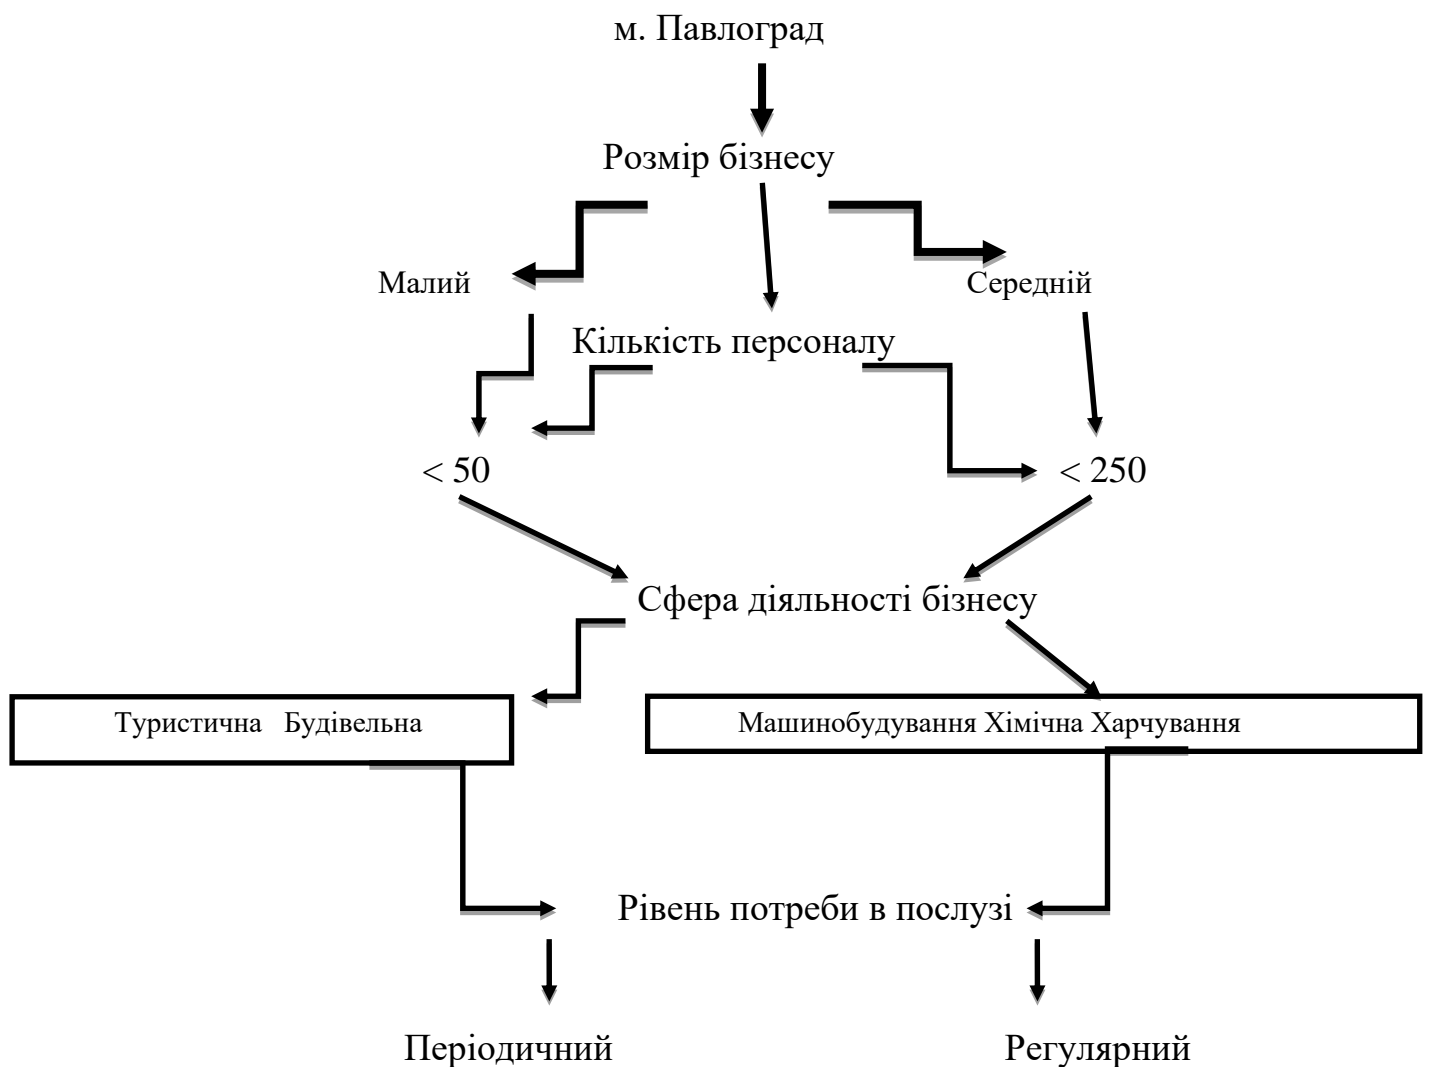 м. Павлоград
Розмір бізнесу
Малий
Середній
Кількість персоналу
< 50
< 250
Сфера діяльності бізнесу
Туристична Будівельна
Машинобудування Хімічна Харчування
Рівень потреби в послузі
Періодичний
Регулярний